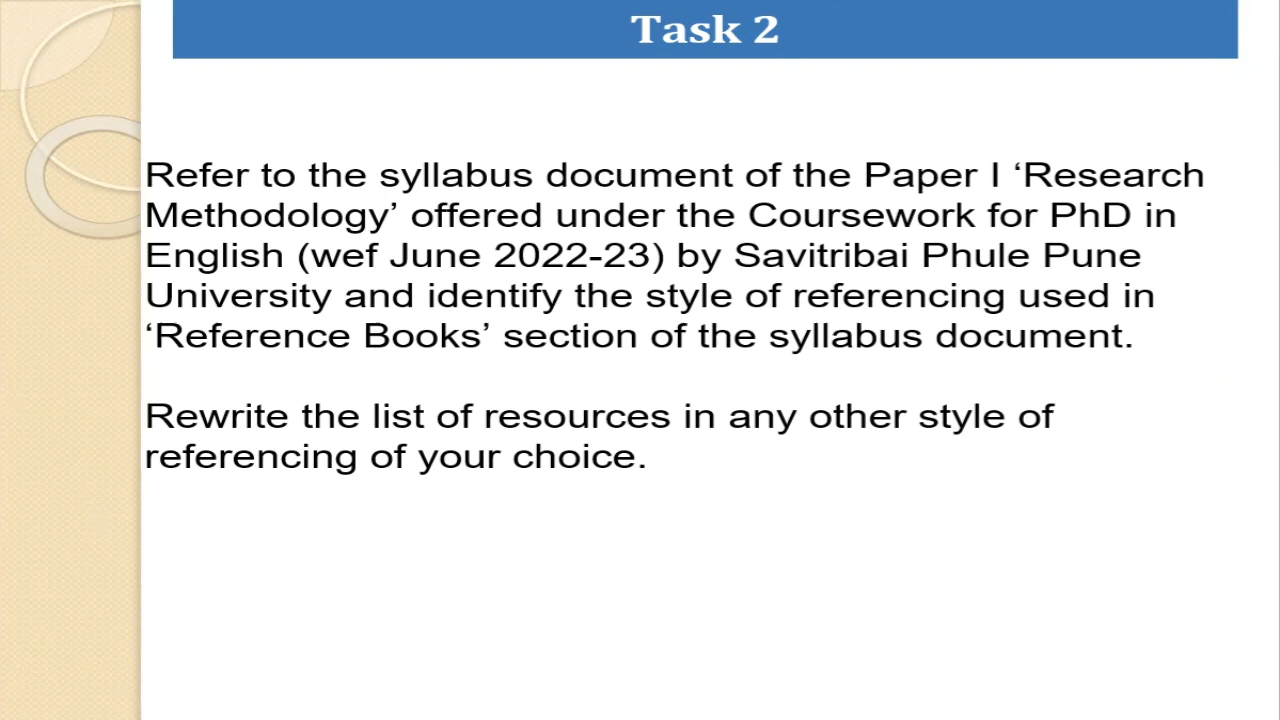 Task 2
Refer to the syllabus document of the Paper I ‘Research
Methodology’ offered under the Coursework for PhD in
English (wef June 2022-23) by Savitribai Phule Pune
University and identify the style of referencing used in
‘Reference Books’ section of the syllabus document.
Rewrite the list of resources in any other style of
referencing of your choice.